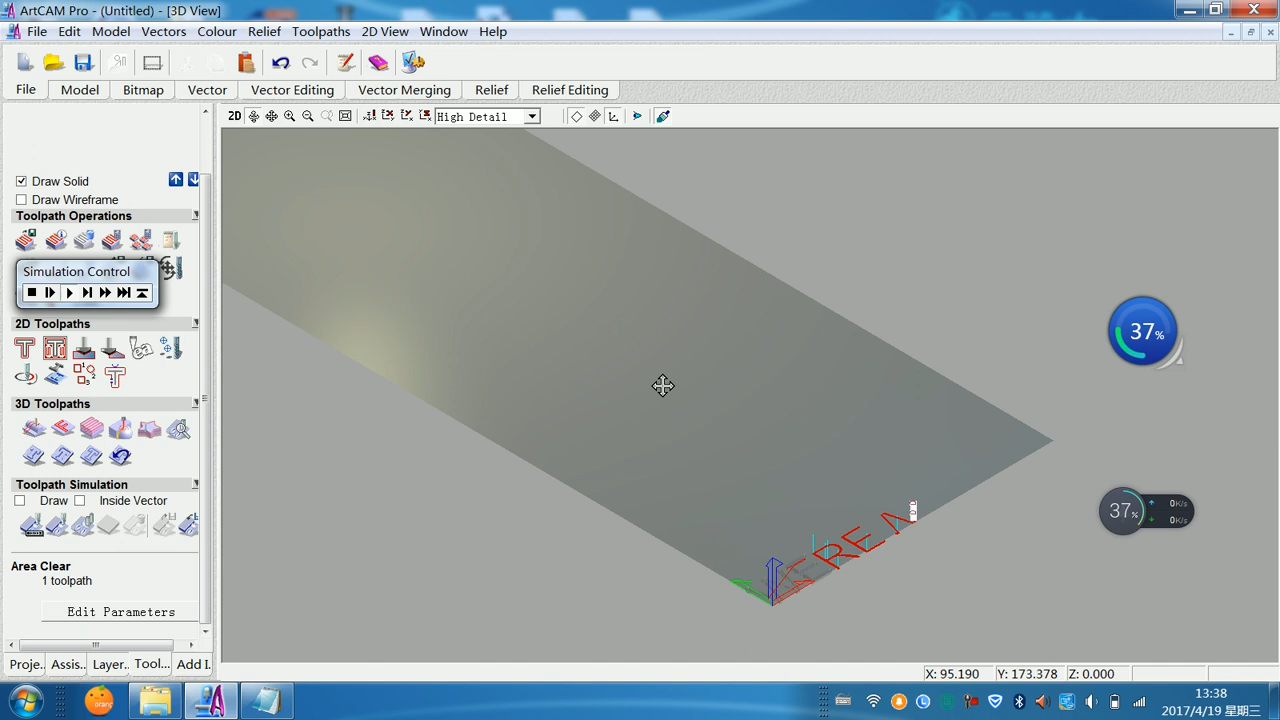 ArtCAM Pro - (Untitled) - [3D View]
File Edit Model Vectors Colour Relief Toolpaths 2D View Window Help
File Model Bitmap Vector Vector Editing Vector Merging Relief Relief Editing
2D High Detail
Draw Solid
Draw Wireframe
Toolpath Operations
Simulation Control
2D Toolpaths
3D Toolpaths
Toolpath Simulation
Draw Inside Vector
Area Clear
1 toolpath
Edit Parameters
Proje.. Assis.. Layer.. Tool... Add I.
37%
37% 0K/s
0K/s
X: 95.190 Y: 173.378 Z: 0.000
orange
13:38
2017/4/19 星期三